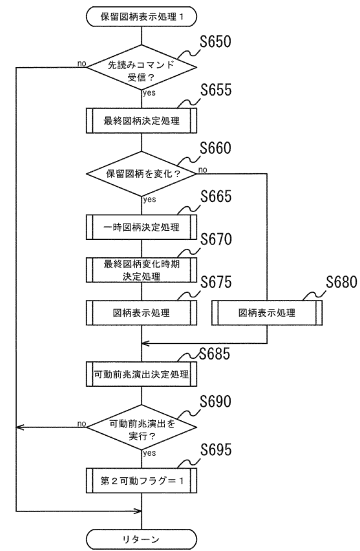 保留図柄表示処理１
S650
no
先読みコマンド
受信？
yes
S655
最終図柄決定処理
S660
保留図柄を変化？
no
yes
S665
一時図柄決定処理
S670
最終図柄変化時期
決定処理
S675
図柄表示処理
S680
図柄表示処理
S685
可動前兆演出決定処理
S690
no
可動前兆演出を
実行？
yes
S695
第２可動フラグ＝１
リターン